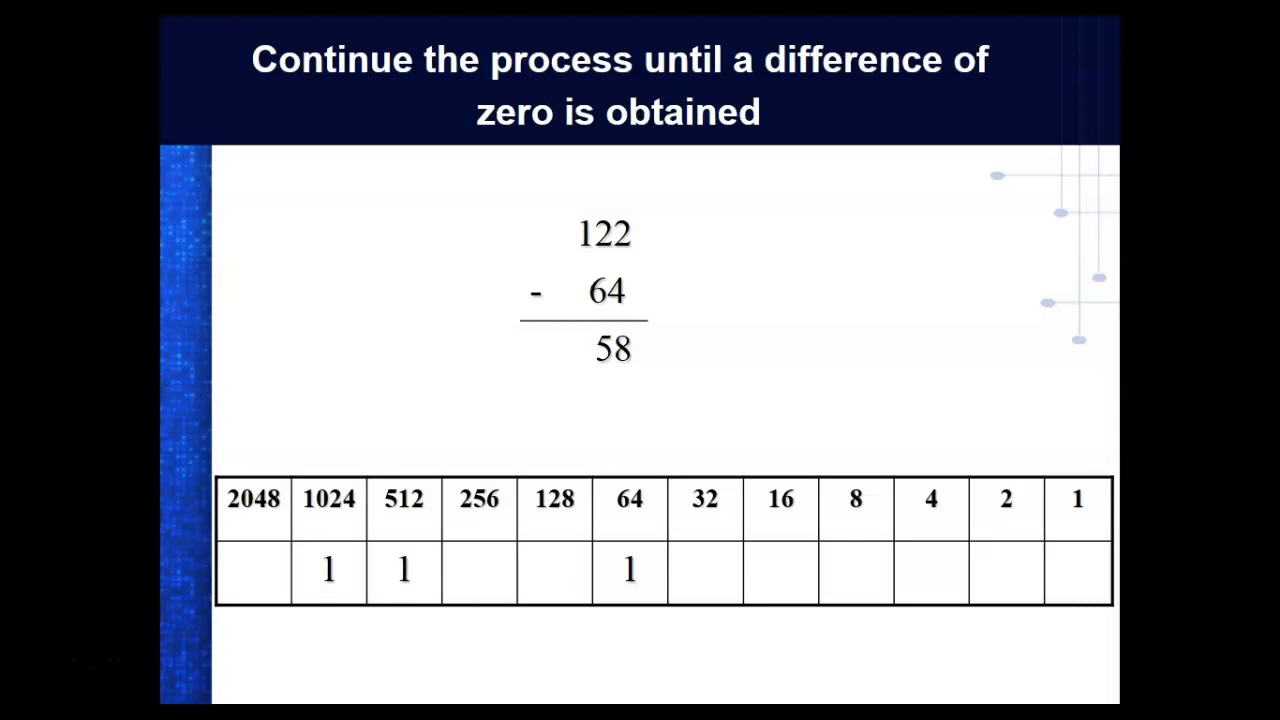 Continue the process until a difference of
zero is obtained
122
- 64
58
2048 1024 512 256 128 64 32 16 8 4 2 1
1 1 1